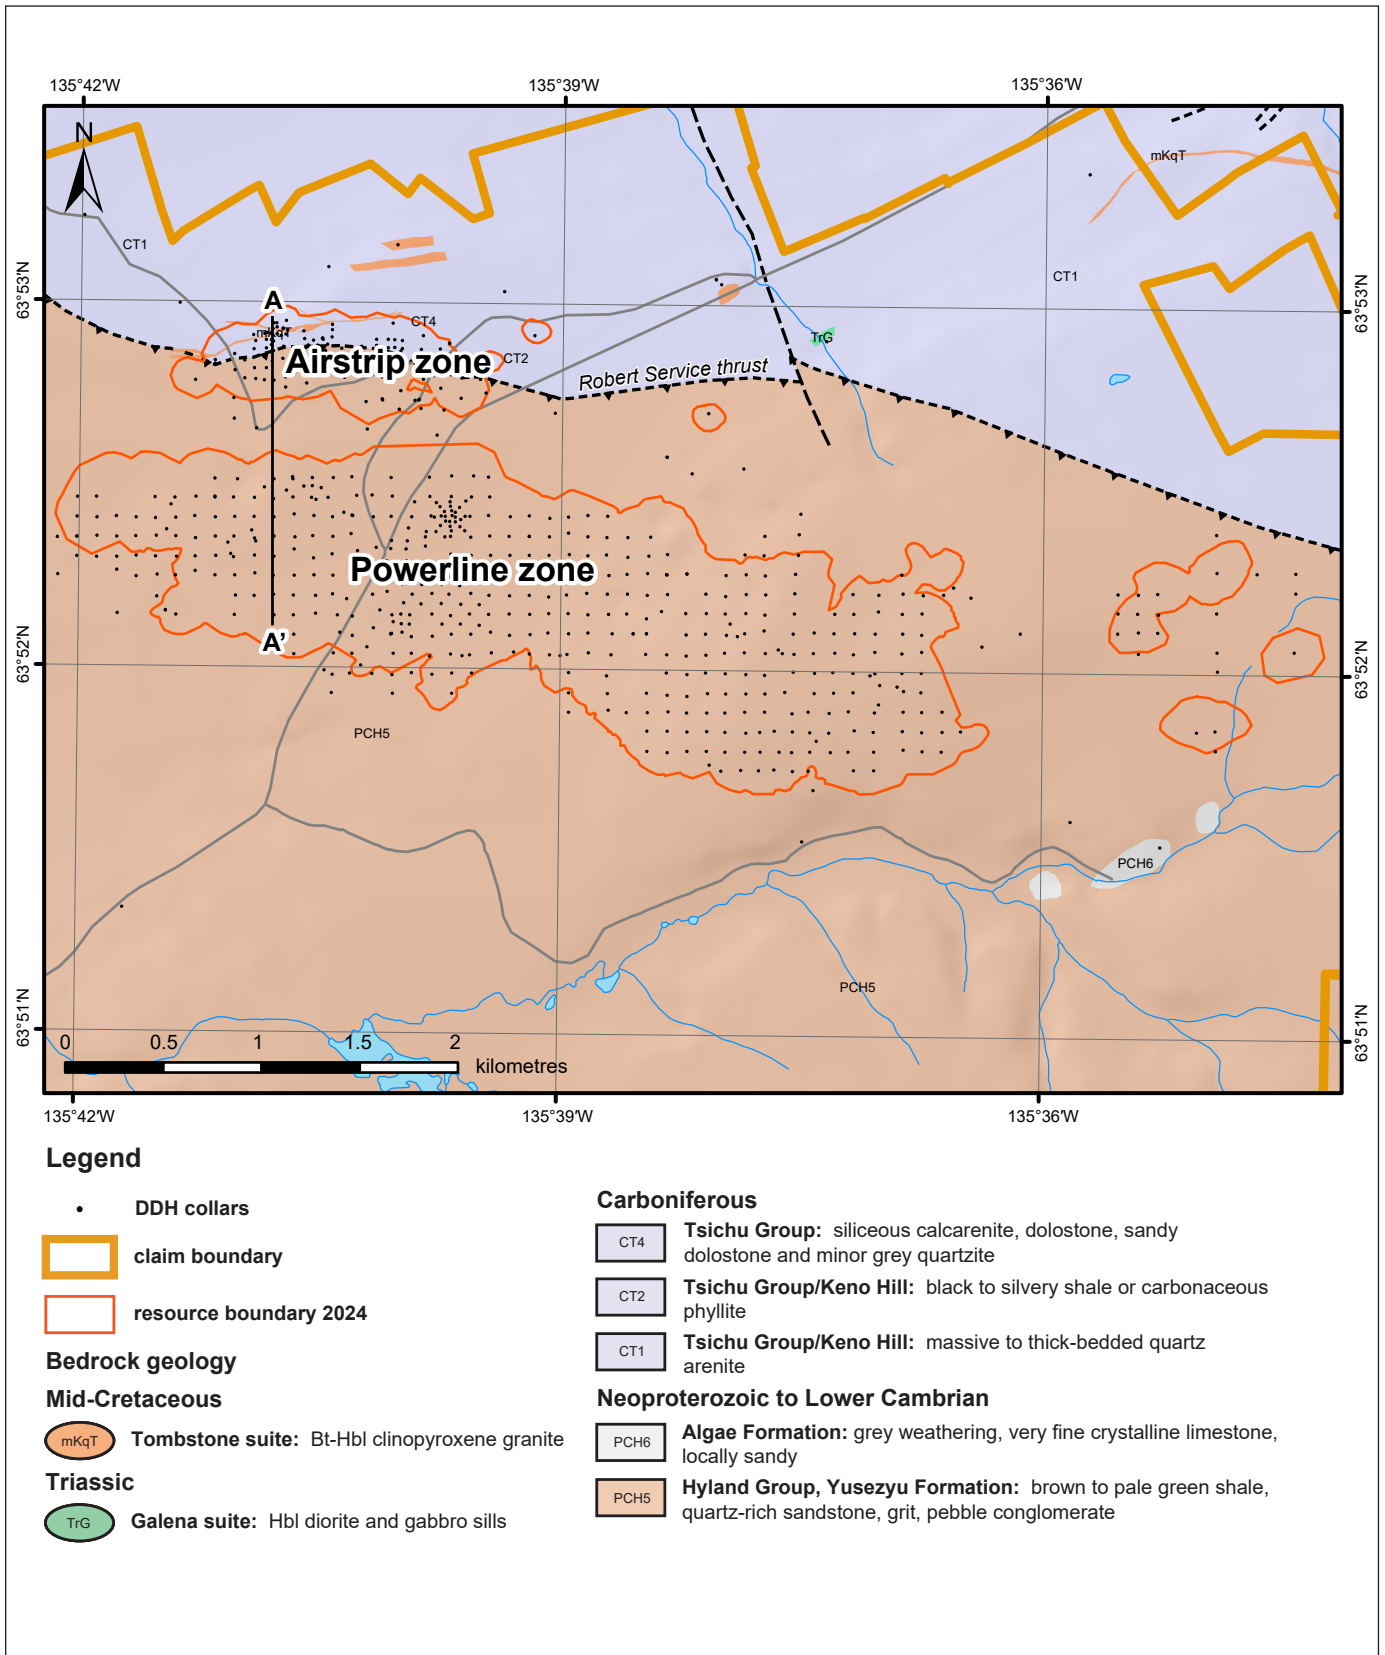 135°42'W 135°39'W 135°36'W
N
mKqT
CT1
CT1
63°53'N
63°53'N
A
mKqT
CT4
TrG
CT2
Airstrip zone
Robert Service thrust
Powerline zone
A'
63°52'N
63°52'N
PCH5
PCH6
PCH5
63°51'N
63°51'N
0 0.5 1 1.5 2
kilometres
135°42'W 135°39'W 135°36'W
Legend
DDH collars
claim boundary
resource boundary 2024
Bedrock geology
Mid-Cretaceous
mKqT Tombstone suite: Bt-Hbl clinopyroxene granite
Triassic
TrG Galena suite: Hbl diorite and gabbro sills
Carboniferous
CT4 Tsichu Group: siliceous calcarenite, dolostone, sandy
dolostone and minor grey quartzite
CT2 Tsichu Group/Keno Hill: black to silvery shale or carbonaceous
phyllite
CT1 Tsichu Group/Keno Hill: massive to thick-bedded quartz
arenite
Neoproterozoic to Lower Cambrian
PCH6 Algae Formation: grey weathering, very fine crystalline limestone,
locally sandy
PCH5 Hyland Group, Yusezyu Formation: brown to pale green shale,
quartz-rich sandstone, grit, pebble conglomerate